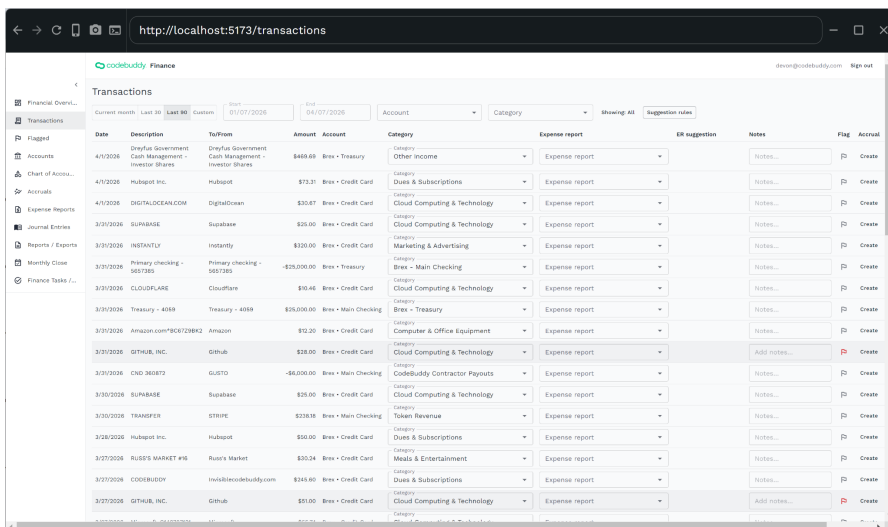 http://localhost:5173/transactions
codebuddy Finance
devon@codebuddy.com Sign out
Financial Overvi...
Transactions
Flagged
Accounts
Chart of Accou...
Accruals
Expense Reports
Journal Entries
Reports / Exports
Monthly Close
Finance Tasks /...
Transactions
Current month Last 30 Last 90 Custom
Start
01/07/2026
End
04/07/2026
Account
Category
Showing: All
Suggestion rules
Date Description To/From Amount Account Category Expense report ER suggestion Notes Flag Accrual
4/1/2026 Dreyfus Government Cash Management - Investor Shares Dreyfus Government Cash Management - Investor Shares $469.69 Brex • Treasury Category Other Income Expense report Notes... Create
4/1/2026 Hubspot Inc. Hubspot $73.31 Brex • Credit Card Category Dues & Subscriptions Expense report Notes... Create
4/1/2026 DIGITALOCEAN.COM DigitalOcean $30.67 Brex • Credit Card Category Cloud Computing & Technology Expense report Notes... Create
3/31/2026 SUPABASE Supabase $25.00 Brex • Credit Card Category Cloud Computing & Technology Expense report Notes... Create
3/31/2026 INSTANTLY Instantly $320.00 Brex • Credit Card Category Marketing & Advertising Expense report Notes... Create
3/31/2026 Primary checking - 5657385 Primary checking - 5657385 -$25,000.00 Brex • Treasury Category Brex - Main Checking Expense report Notes... Create
3/31/2026 CLOUDFLARE Cloudflare $10.46 Brex • Credit Card Category Cloud Computing & Technology Expense report Notes... Create
3/31/2026 Treasury - 4059 Treasury - 4059 $25,000.00 Brex • Main Checking Category Brex - Treasury Expense report Notes... Create
3/31/2026 Amazon.com*BC67Z9BK2 Amazon $12.20 Brex • Credit Card Category Computer & Office Equipment Expense report Notes... Create
3/31/2026 GITHUB, INC. Github $28.00 Brex • Credit Card Category Cloud Computing & Technology Expense report Add notes... Create
3/31/2026 CND 360872 GUSTO -$6,000.00 Brex • Main Checking Category CodeBuddy Contractor Payouts Expense report Notes... Create
3/30/2026 SUPABASE Supabase $25.00 Brex • Credit Card Category Cloud Computing & Technology Expense report Notes... Create
3/30/2026 TRANSFER STRIPE $238.18 Brex • Main Checking Category Token Revenue Expense report Notes... Create
3/28/2026 Hubspot Inc. Hubspot $50.00 Brex • Credit Card Category Dues & Subscriptions Expense report Notes... Create
3/27/2026 RUSS'S MARKET #16 Russ's Market $30.24 Brex • Credit Card Category Meals & Entertainment Expense report Notes... Create
3/27/2026 CODEBUDDY Invisiblecodebuddy.com $245.60 Brex • Credit Card Category Dues & Subscriptions Expense report Notes... Create
3/27/2026 GITHUB, INC. Github $51.00 Brex • Credit Card Category Cloud Computing & Technology Expense report Add notes... Create
Category